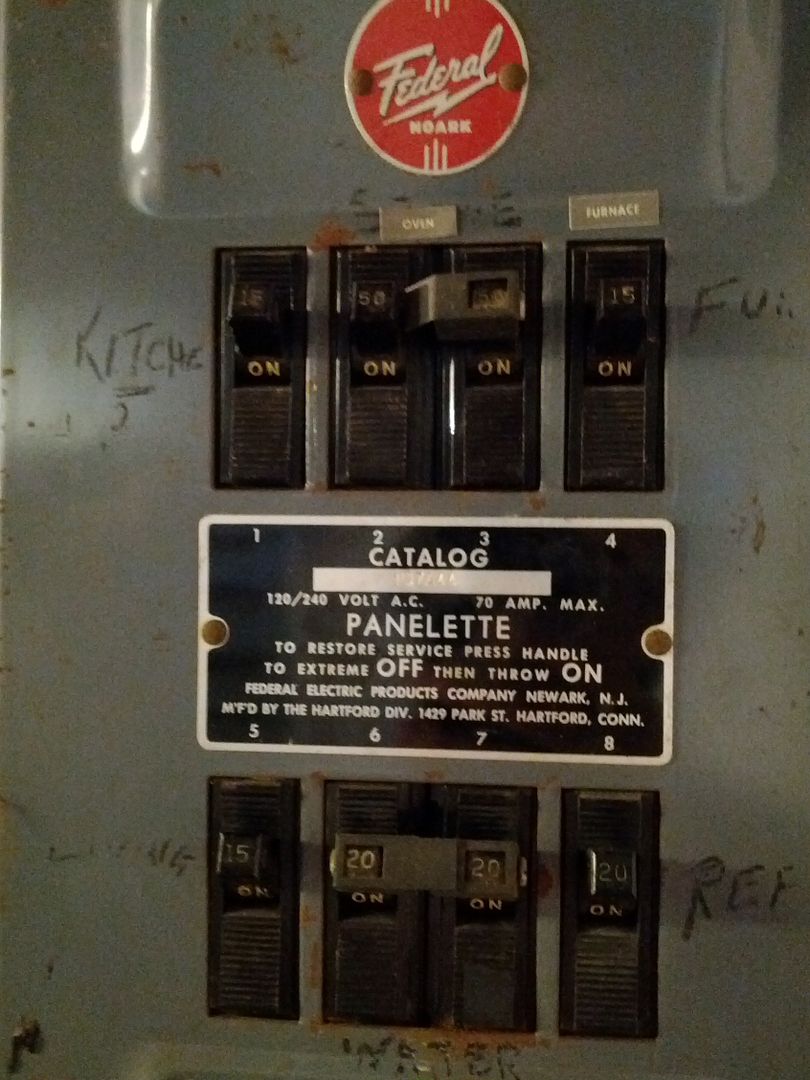 Federal
NOARK
OVEN
FURNACE
15 50 50 15
ON ON ON ON
KITCHE
5
FU
1 2 3 4
CATALOG
120/240 VOLT A.C. 70 AMP. MAX.
PANELETTE
TO RESTORE SERVICE PRESS HANDLE
TO EXTREME OFF THEN THROW ON
FEDERAL ELECTRIC PRODUCTS COMPANY NEWARK, N.J.
M'F'D BY THE HARTFORD DIV. 1429 PARK ST. HARTFORD, CONN.
5 6 7 8
15 20 20 20
ON ON ON ON
REF
WATER